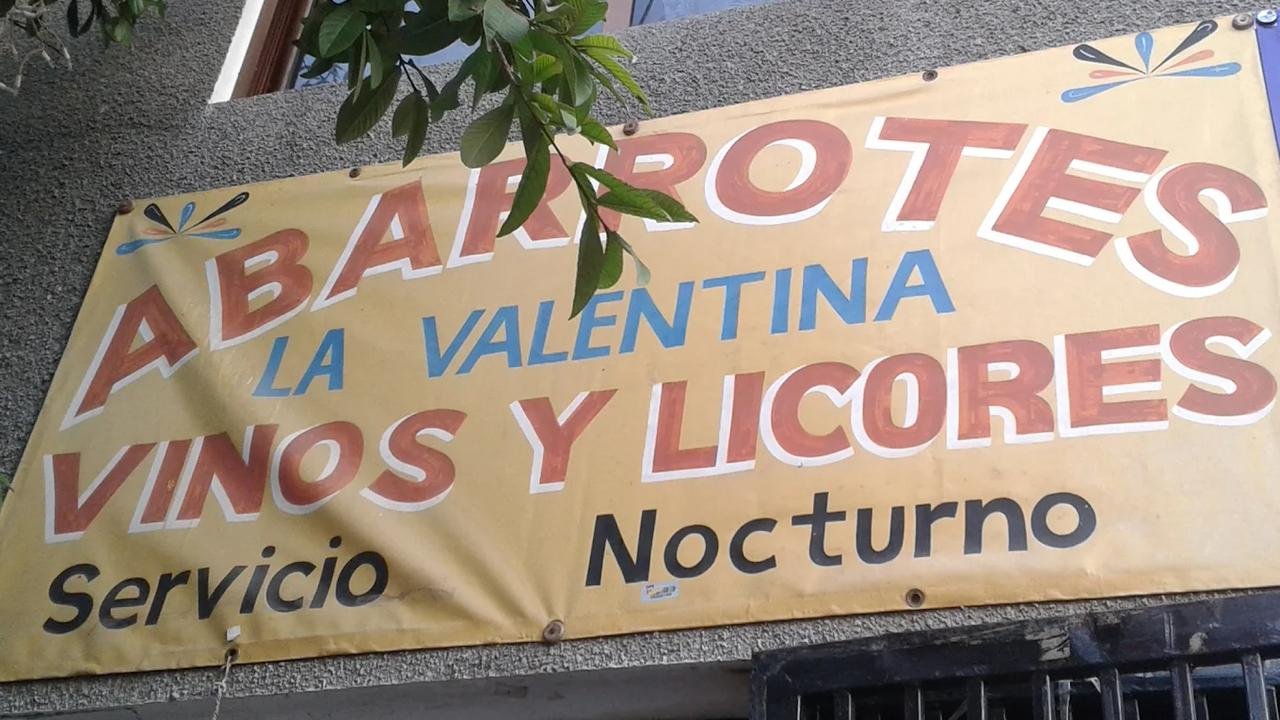 ABARROTES
LA VALENTINA
VINOS Y LICORES
Servicio Nocturno